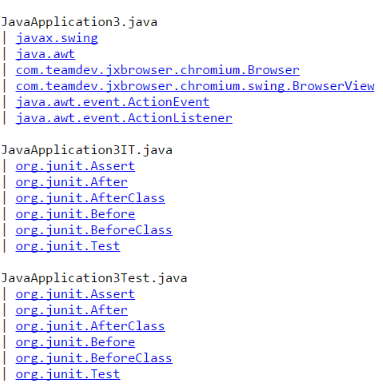 JavaApplication3.java
| javax.swing
| java.awt
| com.teamdev.jxbrowser.chromium.Browser
| com.teamdev.jxbrowser.chromium.swing.BrowserView
| java.awt.event.ActionEvent
| java.awt.event.ActionListener
JavaApplication3IT.java
| org.junit.Assert
| org.junit.After
| org.junit.AfterClass
| org.junit.Before
| org.junit.BeforeClass
| org.junit.Test
JavaApplication3Test.java
| org.junit.Assert
| org.junit.After
| org.junit.AfterClass
| org.junit.Before
| org.junit.BeforeClass
| org.junit.Test